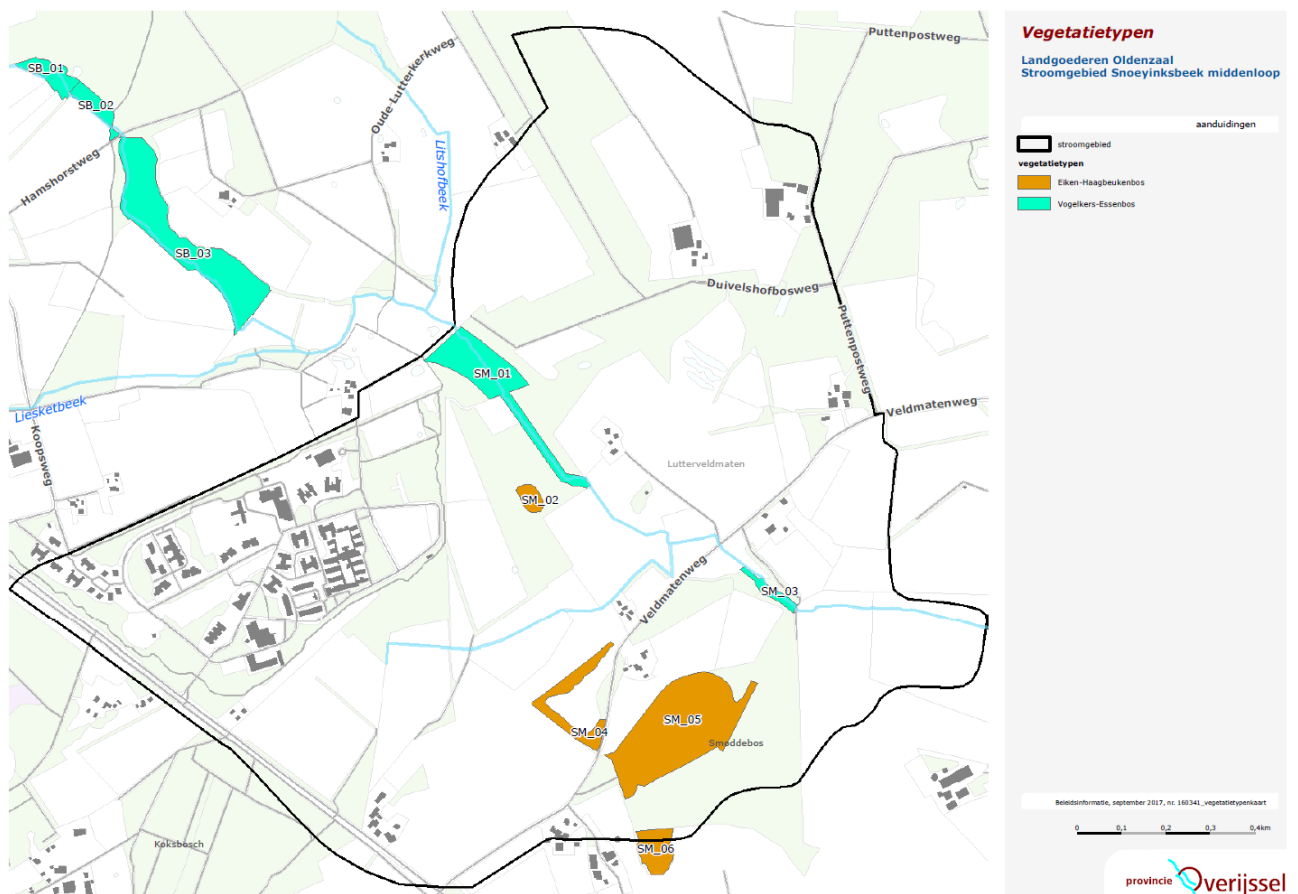 Puttenpostweg
Oude-Lutterkerkweg
SB_01
SB_02
Hamshorstweg
Litshofbeek
SB_03
Duivelshofbosweg
Puttenpostweg
SM_01
Veldmatenweg
Liesketbeek
Koopsweg
Lutterveldmaten
SM_02
Veldmatenweg
SM_03
SM_04
SM_05
Smoddebos
Koksbosch
SM_06
Vegetatietypen
Landgoederen Oldenzaal
Stroomgebied Snoeyinksbeek middenloop
aanduidingen
stroomgebied
vegetatietypen
Eiken-Haagbeukenbos
Vogelkers-Essenbos
Beleidsinformatie, september 2017, nr. 160341_vegetatietypenkaart
0 0,1 0,2 0,3 0,4km
provincie Overijssel